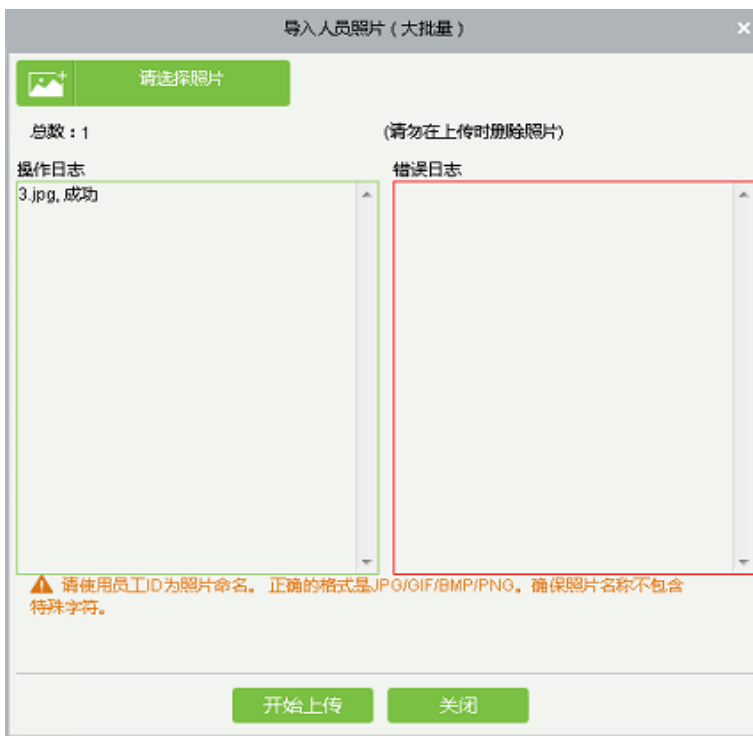 导入人员照片（大批量）
请选择照片
总数：1
(请勿在上传时删除照片)
操作日志
错误日志
3.jpg, 成功
请使用员工ID为照片命名。 正确的格式是JPG/GIF/BMP/PNG。确保照片名称不包含
特殊字符。
开始上传
关闭